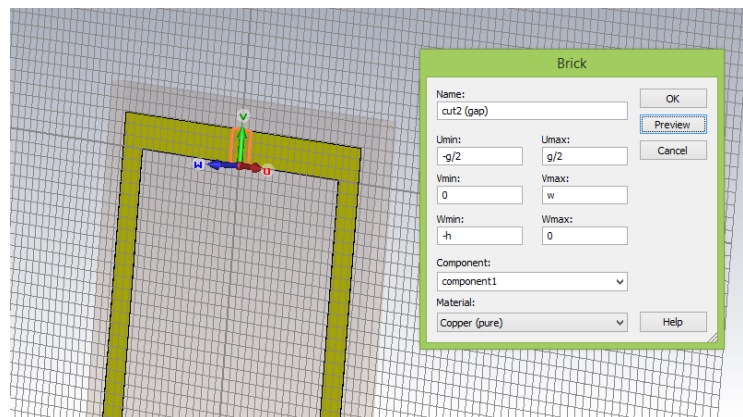 Brick
Name:
cut2 (gap)
OK
Preview
Umin:
Umax:
Cancel
-g/2
g/2
Vmin:
Vmax:
0
w
Wmin:
Wmax:
-h
0
Component:
component1
Material:
Copper (pure)
Help
v
w
u